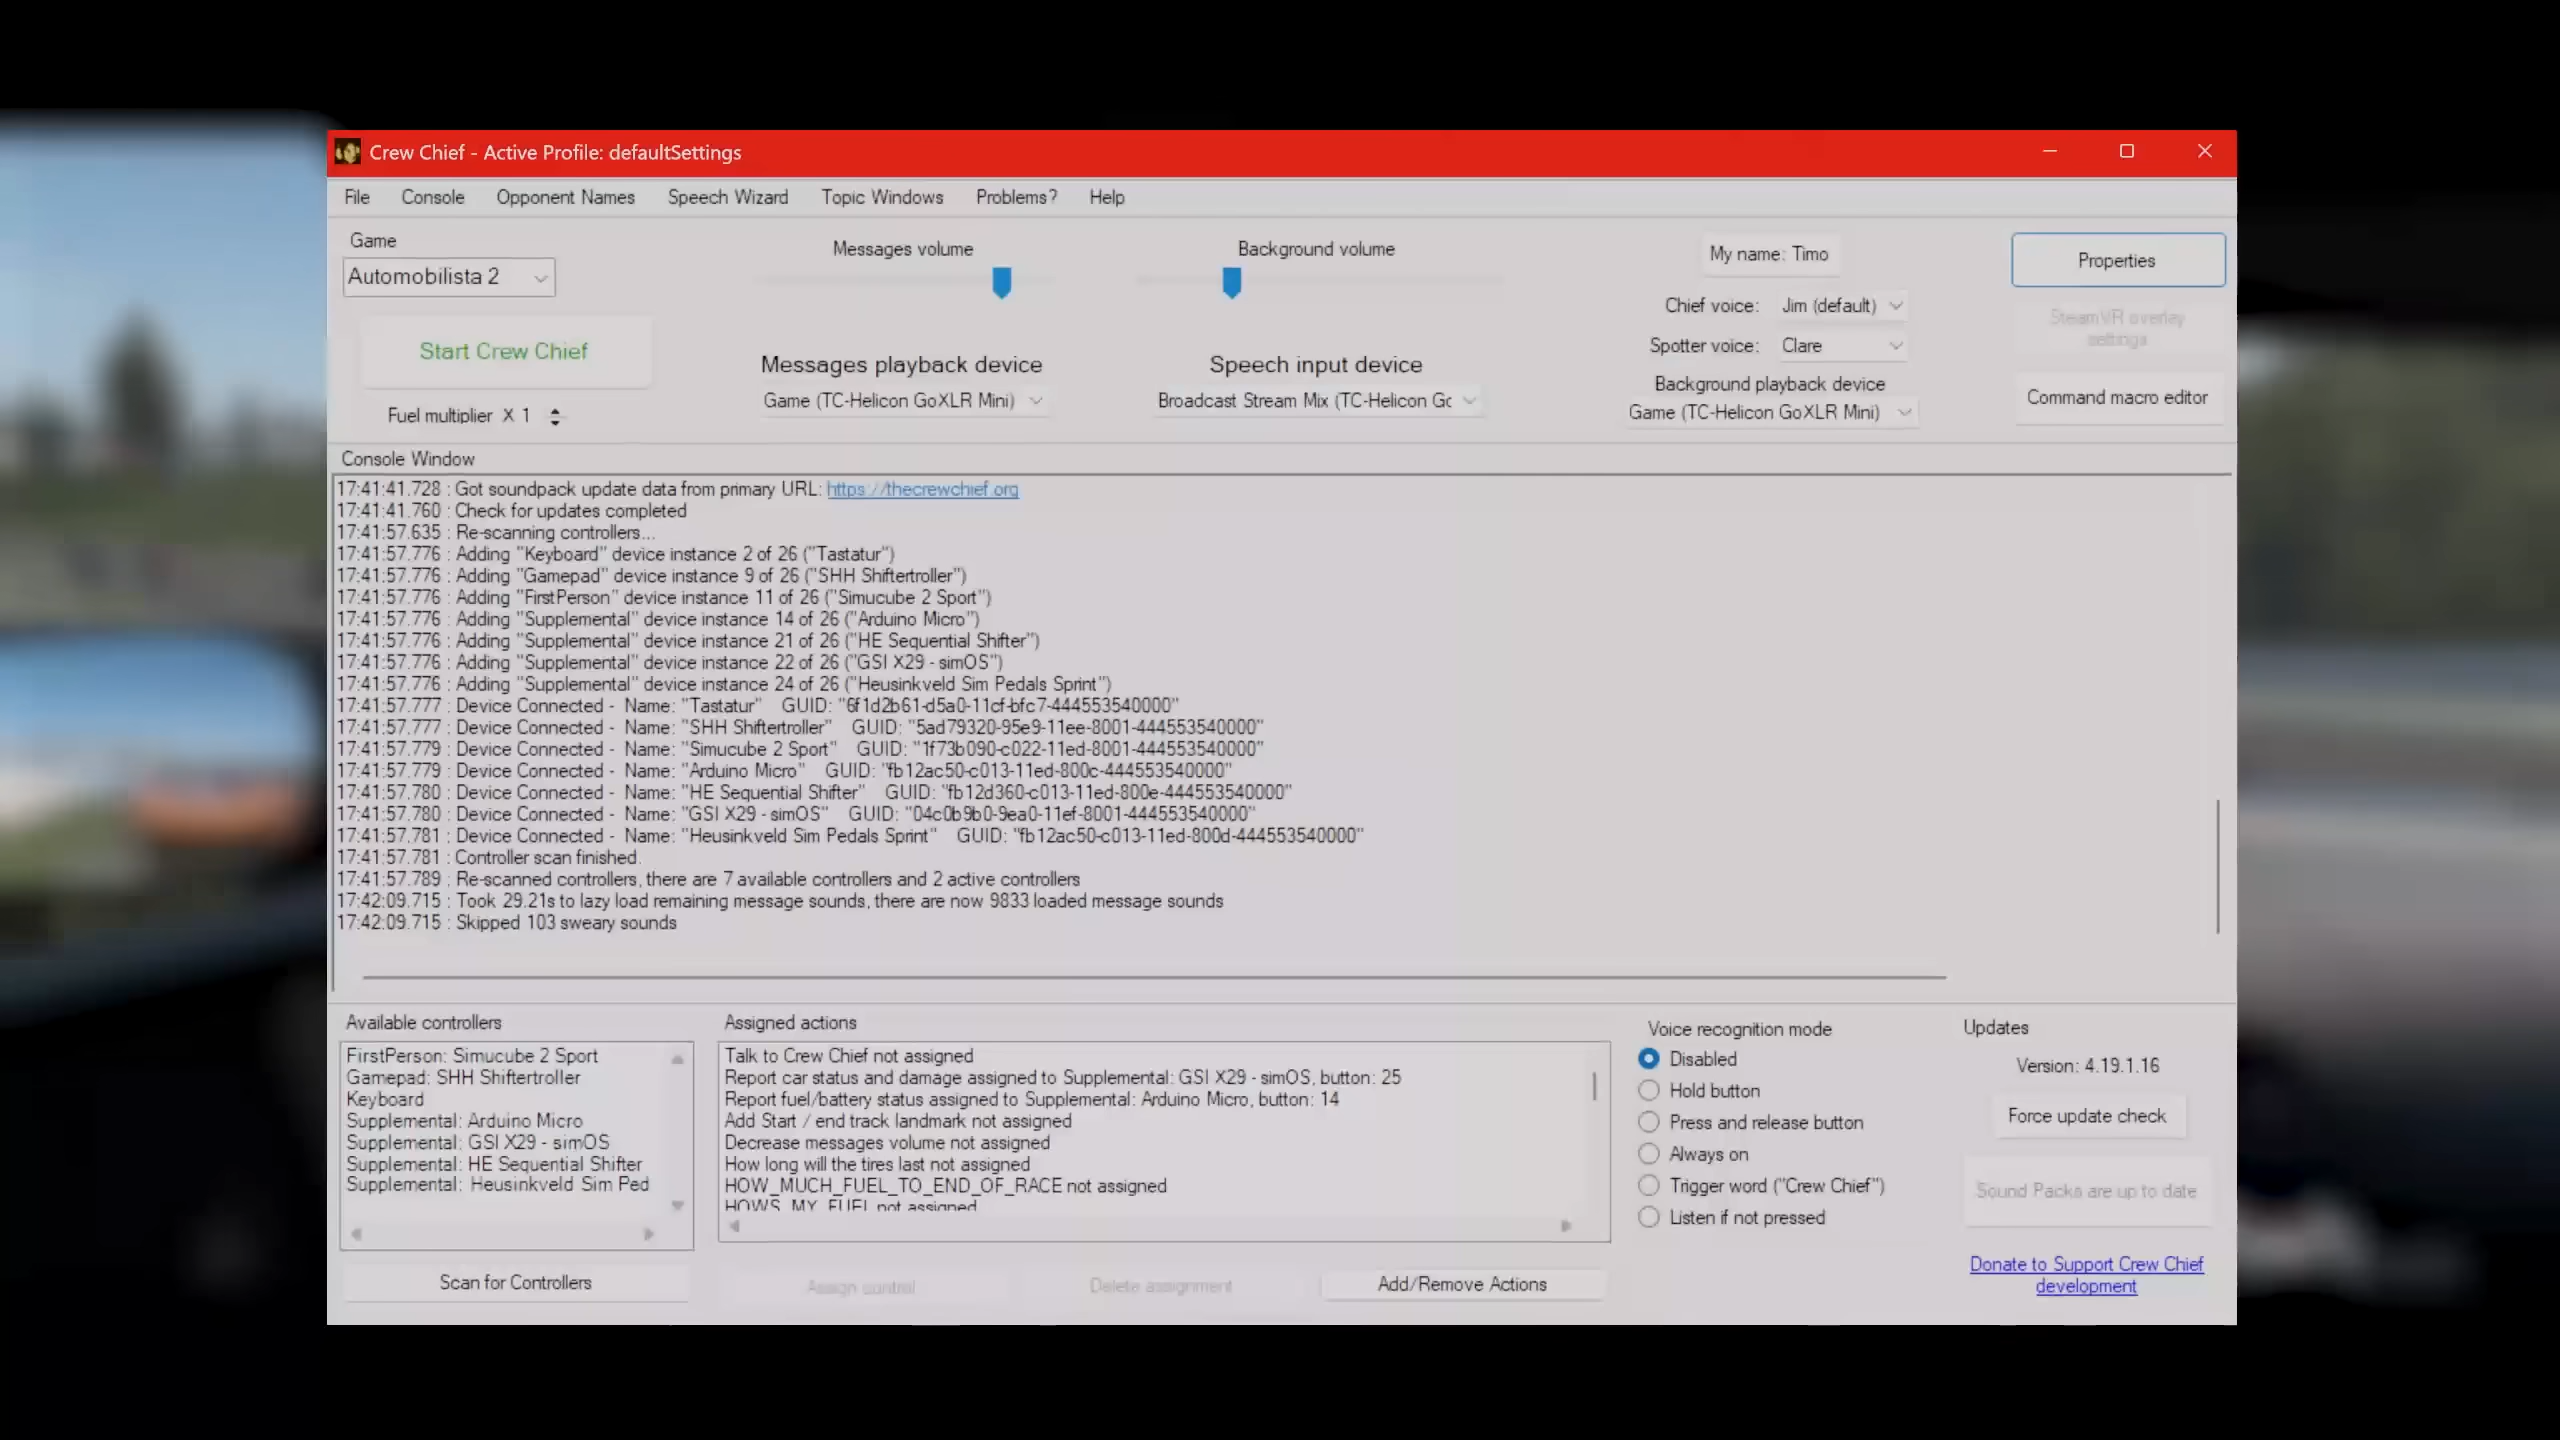 Crew Chief - Active Profile: defaultSettings
File Console Opponent Names Speech Wizard Topic Windows Problems? Help
Game
Automobilista 2
Start Crew Chief
Fuel multiplier X 1
Messages volume
Background volume
Messages playback device
Game (TC-Helicon GoXLR Mini)
Speech input device
Broadcast Stream Mix (TC-Helicon Gc
My name: Timo
Chief voice: Jim (default)
Spotter voice: Clare
Background playback device
Game (TC-Helicon GoXLR Mini)
Properties
SteamVR overlay
settings
Command macro editor
Console Window
17:41:41.728 : Got soundpack update data from primary URL: https://thecrewchief.org
17:41:41.760 : Check for updates completed
17:41:57.635 : Re-scanning controllers...
17:41:57.776 : Adding "Keyboard" device instance 2 of 26 ("Tastatur")
17:41:57.776 : Adding "Gamepad" device instance 9 of 26 ("SHH Shiftertroller")
17:41:57.776 : Adding "FirstPerson" device instance 11 of 26 ("Simucube 2 Sport")
17:41:57.776 : Adding "Supplemental" device instance 14 of 26 ("Arduino Micro")
17:41:57.776 : Adding "Supplemental" device instance 21 of 26 ("HE Sequential Shifter")
17:41:57.776 : Adding "Supplemental" device instance 22 of 26 ("GSI X29 - simOS")
17:41:57.776 : Adding "Supplemental" device instance 24 of 26 ("Heusinkveld Sim Pedals Sprint")
17:41:57.777 : Device Connected - Name: "Tastatur" GUID: "6f1d2b61-d5a0-11cf-bfc7-444553540000"
17:41:57.777 : Device Connected - Name: "SHH Shiftertroller" GUID: "5ad79320-95e9-11ee-8001-444553540000"
17:41:57.779 : Device Connected - Name: "Simucube 2 Sport" GUID: "1f73b090-c022-11ed-8001-444553540000"
17:41:57.779 : Device Connected - Name: "Arduino Micro" GUID: "fb12ac50-c013-11ed-800c-444553540000"
17:41:57.780 : Device Connected - Name: "HE Sequential Shifter" GUID: "fb12d360-c013-11ed-800e-444553540000"
17:41:57.780 : Device Connected - Name: "GSI X29 - simOS" GUID: "04c0b9b0-9ea0-11ef-8001-444553540000"
17:41:57.781 : Device Connected - Name: "Heusinkveld Sim Pedals Sprint" GUID: "fb12ac50-c013-11ed-800d-444553540000"
17:41:57.781 : Controller scan finished.
17:41:57.789 : Re-scanned controllers, there are 7 available controllers and 2 active controllers
17:42:09.715 : Took 29.21s to lazy load remaining message sounds, there are now 9833 loaded message sounds
17:42:09.715 : Skipped 103 sweary sounds
Available controllers
FirstPerson: Simucube 2 Sport
Gamepad: SHH Shiftertroller
Keyboard
Supplemental: Arduino Micro
Supplemental: GSI X29 - simOS
Supplemental: HE Sequential Shifter
Supplemental: Heusinkveld Sim Ped
Scan for Controllers
Assigned actions
Talk to Crew Chief not assigned
Report car status and damage assigned to Supplemental: GSI X29 - simOS, button: 25
Report fuel/battery status assigned to Supplemental: Arduino Micro, button: 14
Add Start / end track landmark not assigned
Decrease messages volume not assigned
How long will the tires last not assigned
HOW_MUCH_FUEL_TO_END_OF_RACE not assigned
HOWS_MY_FUEL not assigned
Assign control
Delete assignment
Add/Remove Actions
Voice recognition mode
Disabled
Hold button
Press and release button
Always on
Trigger word ("Crew Chief")
Listen if not pressed
Updates
Version: 4.19.1.16
Force update check
Sound Packs are up to date
Donate to Support Crew Chief
development